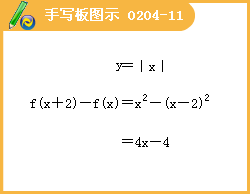 手写板图示 0204-11
y=|x|
f(x+2)-f(x)=x²-(x-2)²
=4x-4